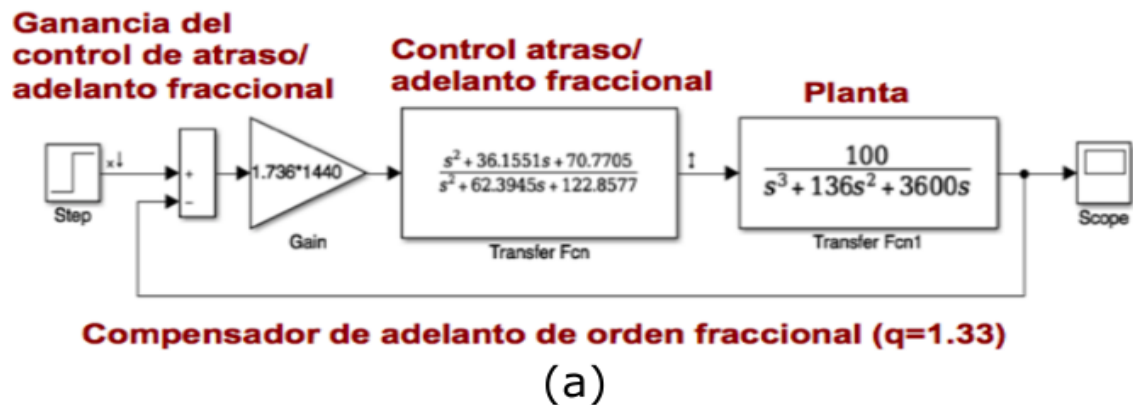 Ganancia del
control de atraso/
adelanto fraccional
Control atraso/
adelanto fraccional
Planta
x↓
+
−
1.736*1440
s² + 36.1551s + 70.7705
s² + 62.3945s + 122.8577
↕
100
s³ + 136s² + 3600s
Step
Gain
Transfer Fcn
Transfer Fcn1
Scope
Compensador de adelanto de orden fraccional (q=1.33)
(a)